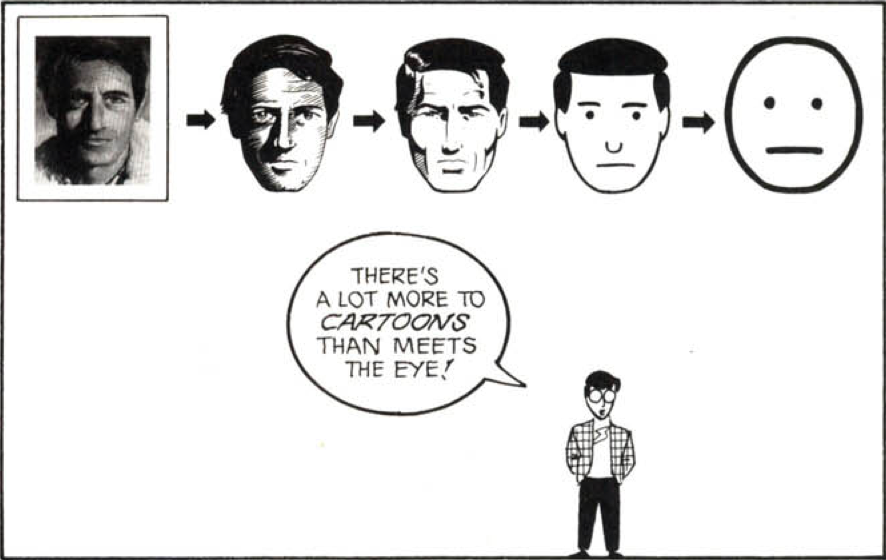 THERE'S
A LOT MORE TO
CARTOONS
THAN MEETS
THE EYE!